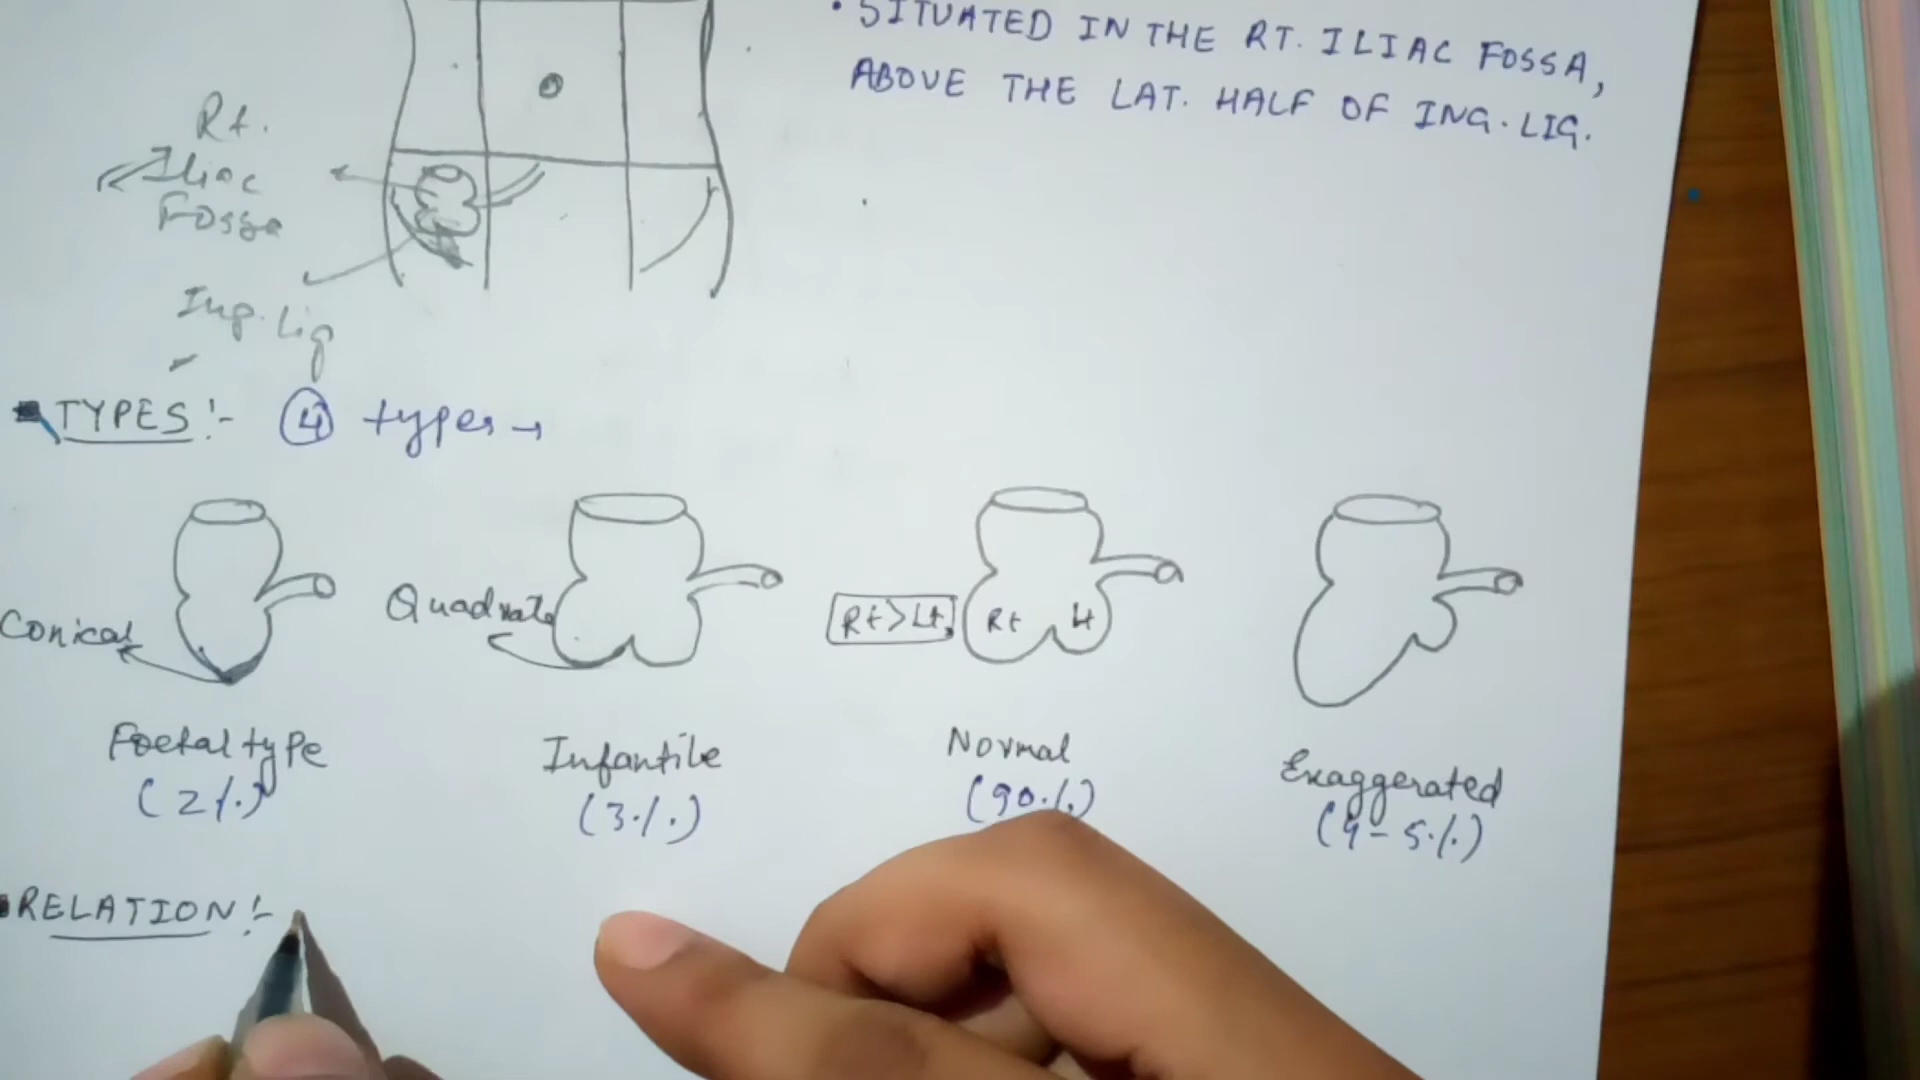 • SITUATED IN THE RT. ILIAC FOSSA,
ABOVE THE LAT. HALF OF ING. LIG.
Rt.
Iliac
Fossa
Ing. Lig
TYPES :- 4 types →
Conical
Quadrate
Rt > Lt.
Rt
Lt
Foetal type
(2%)
Infantile
(3%)
Normal
(90%)
Exaggerated
(4-5%)
RELATION :-